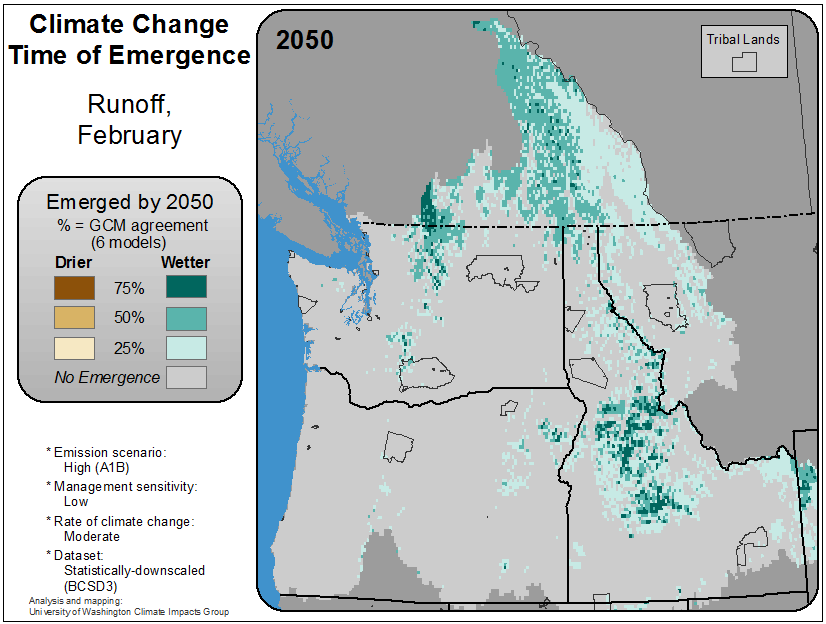 Climate Change
Time of Emergence
Runoff,
February
Emerged by 2050
% = GCM agreement
(6 models)
Drier Wetter
75%
50%
25%
No Emergence
* Emission scenario:
High (A1B)
* Management sensitivity:
Low
* Rate of climate change:
Moderate
* Dataset:
Statistically-downscaled
(BCSD3)
Analysis and mapping:
University of Washington Climate Impacts Group
2050
Tribal Lands